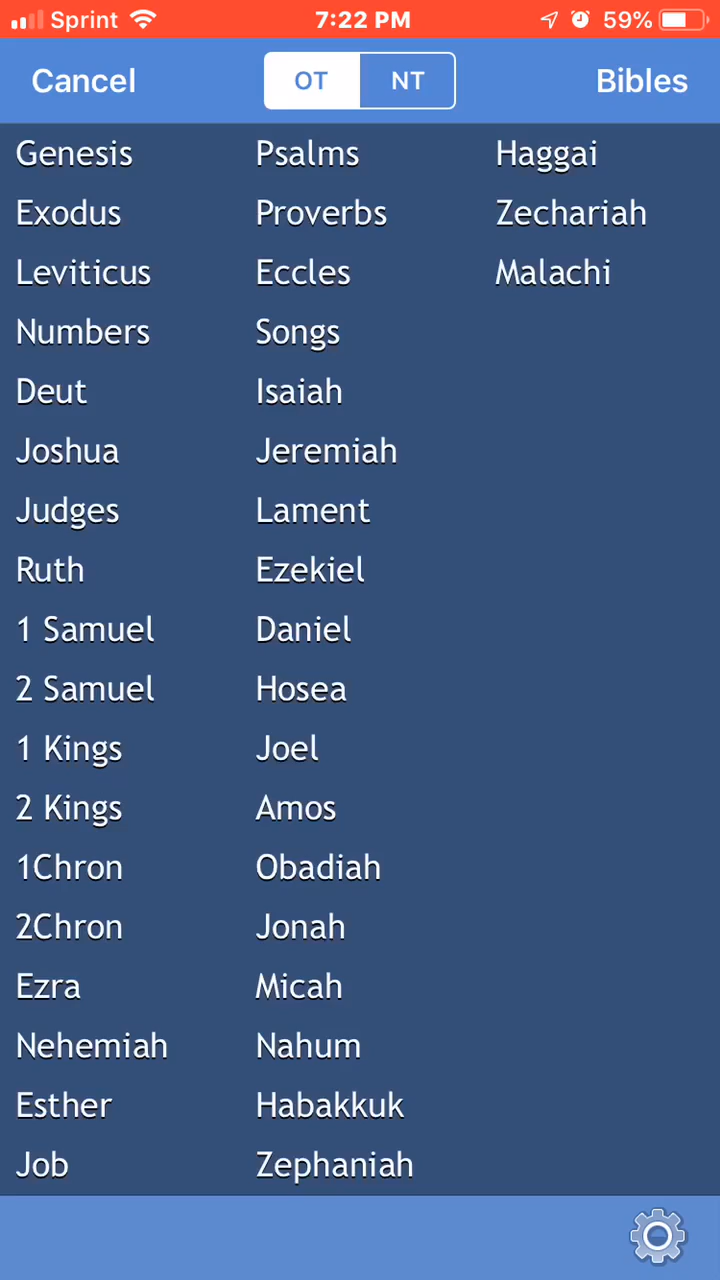 Sprint 7:22 PM 59%
Cancel OT NT Bibles
Genesis Psalms Haggai
Exodus Proverbs Zechariah
Leviticus Eccles Malachi
Numbers Songs
Deut Isaiah
Joshua Jeremiah
Judges Lament
Ruth Ezekiel
1 Samuel Daniel
2 Samuel Hosea
1 Kings Joel
2 Kings Amos
1Chron Obadiah
2Chron Jonah
Ezra Micah
Nehemiah Nahum
Esther Habakkuk
Job Zephaniah